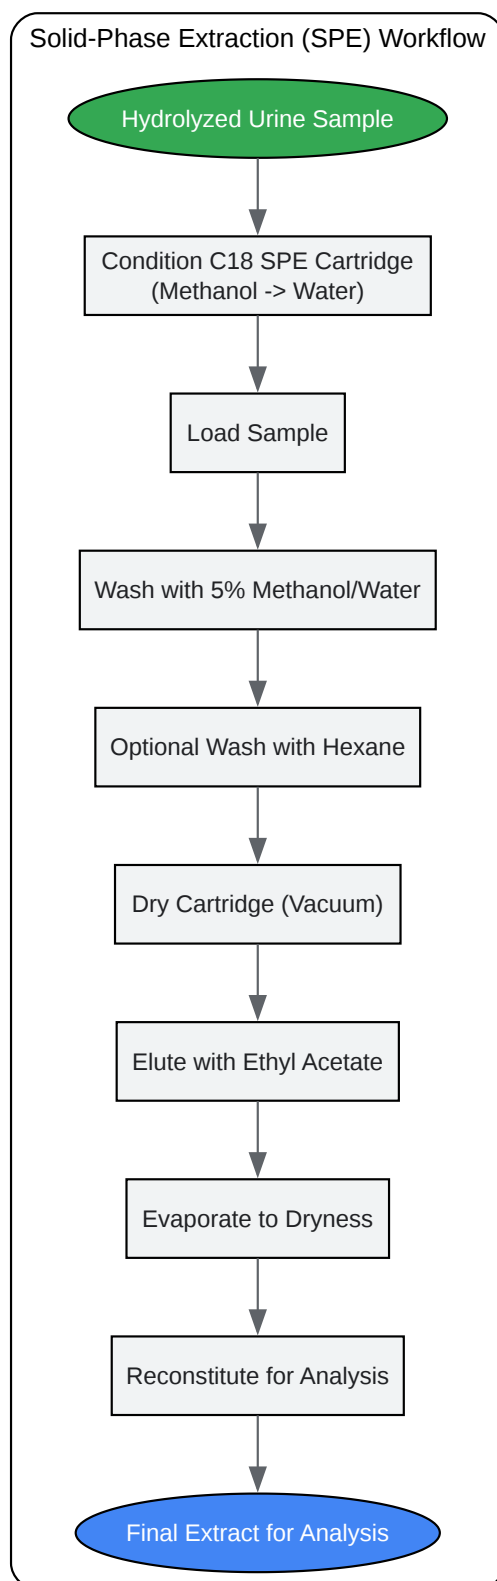 Solid-Phase Extraction (SPE) Workflow
Hydrolyzed Urine Sample
Condition C18 SPE Cartridge
(Methanol -> Water)
Load Sample
Wash with 5% Methanol/Water
Optional Wash with Hexane
Dry Cartridge (Vacuum)
Elute with Ethyl Acetate
Evaporate to Dryness
Reconstitute for Analysis
Final Extract for Analysis